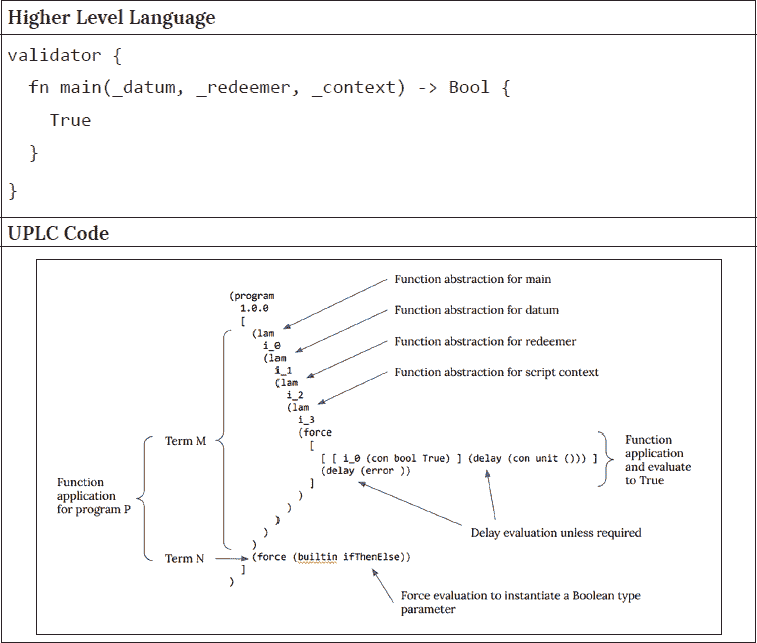 Higher Level Language
validator {
fn main(_datum, _redeemer, _context) -> Bool {
True
}
}
UPLC Code
(program
1.0.0
[
(lam
i_0
(lam
i_1
(lam
i_2
(lam
i_3
(force
[
[ [ i_0 (con bool True) ] (delay (con unit ())) ]
(delay (error ))
]
)
)
)
)
)
(force (builtin ifThenElse))
]
)
Function abstraction for main
Function abstraction for datum
Function abstraction for redeemer
Function abstraction for script context
Term M
Function
application
for program P
Term N
Function
application
and evaluate
to True
Delay evaluation unless required
Force evaluation to instantiate a Boolean type
parameter